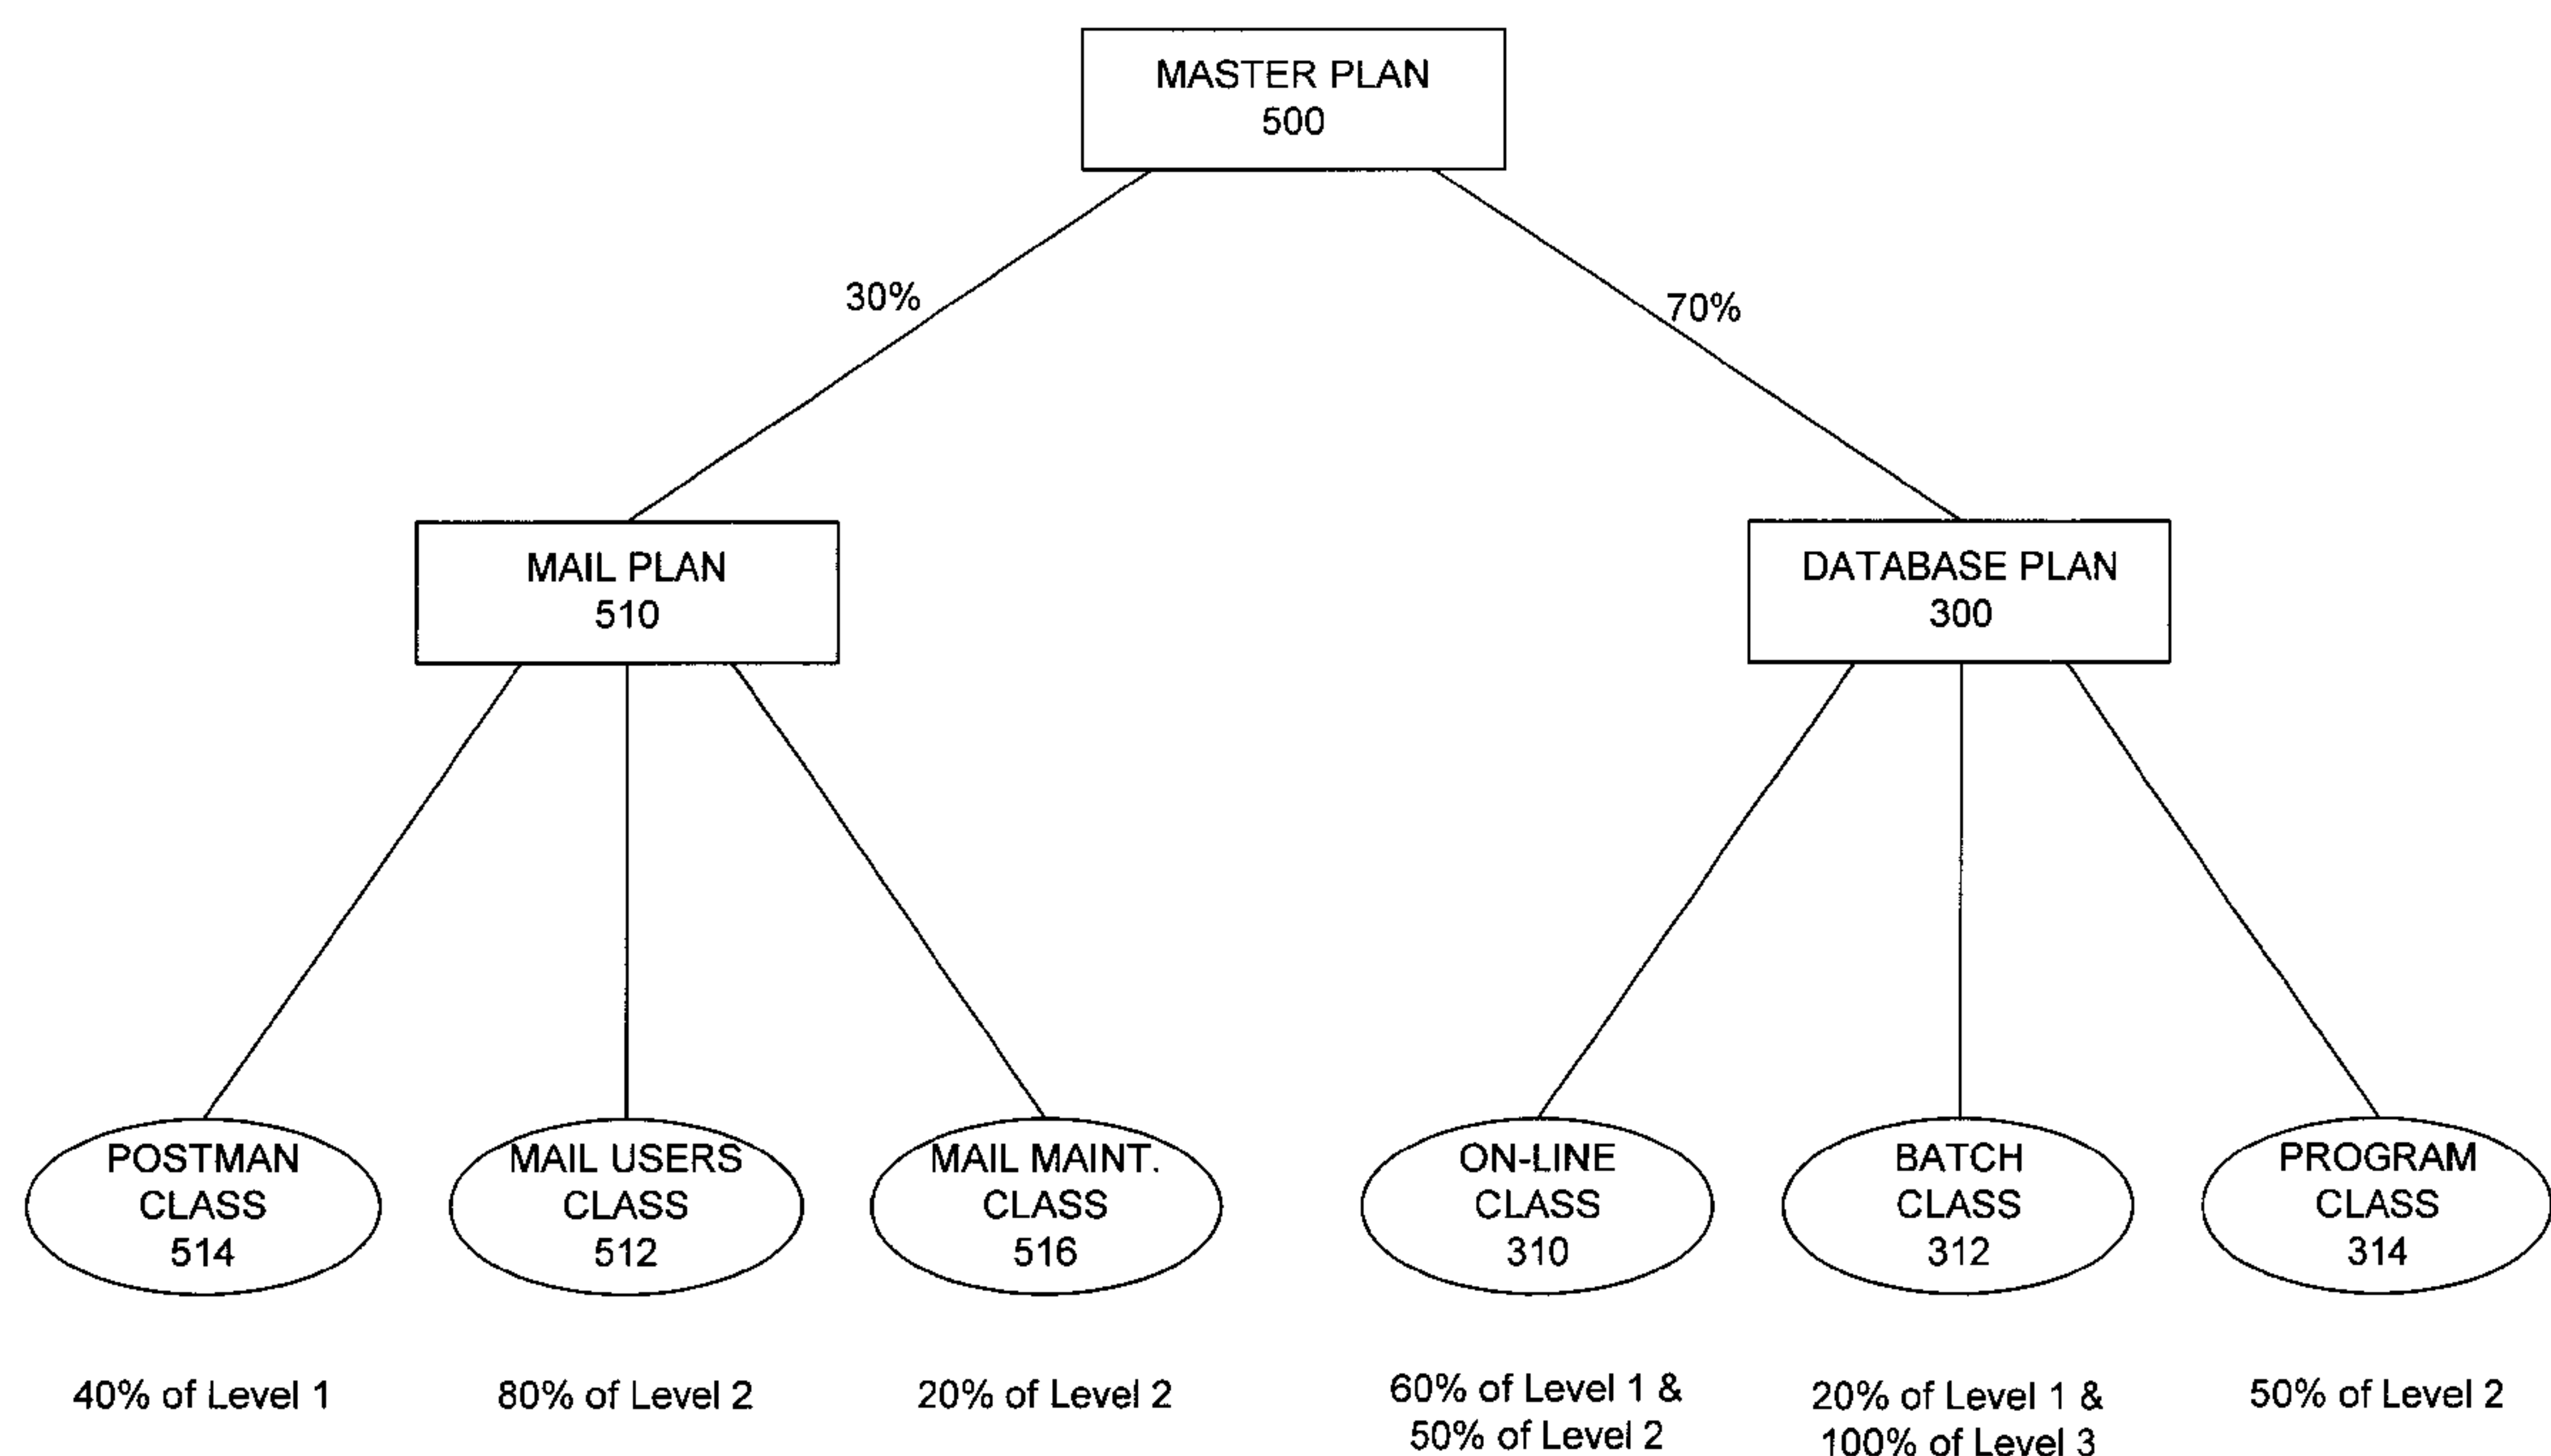 MASTER PLAN
500
30%
70%
MAIL PLAN
510
DATABASE PLAN
300
POSTMAN
CLASS
514
MAIL USERS
CLASS
512
MAIL MAINT.
CLASS
516
ON-LINE
CLASS
310
BATCH
CLASS
312
PROGRAM
CLASS
314
40% of Level 1
80% of Level 2
20% of Level 2
60% of Level 1 &
50% of Level 2
20% of Level 1 &
100% of Level 3
50% of Level 2